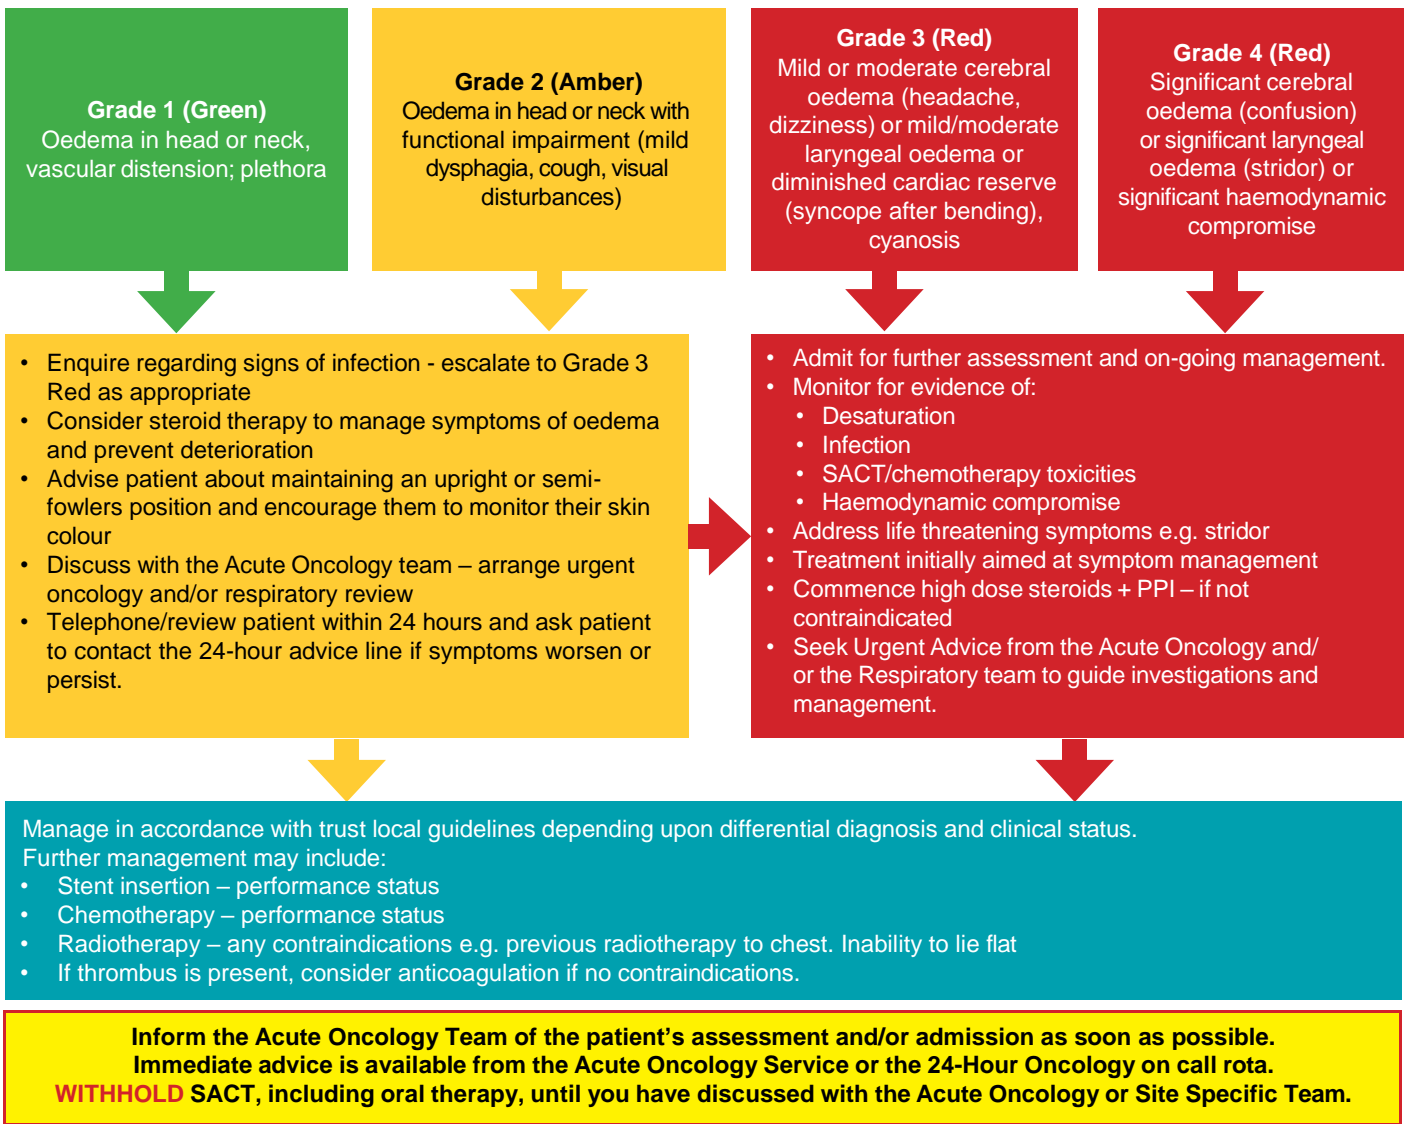 Grade 1 (Green)
Oedema in head or neck,
vascular distension; plethora
Grade 2 (Amber)
Oedema in head or neck with
functional impairment (mild
dysphagia, cough, visual
disturbances)
Grade 3 (Red)
Mild or moderate cerebral
oedema (headache,
dizziness) or mild/moderate
laryngeal oedema or
diminished cardiac reserve
(syncope after bending),
cyanosis
Grade 4 (Red)
Significant cerebral
oedema (confusion)
or significant laryngeal
oedema (stridor) or
significant haemodynamic
compromise
• Enquire regarding signs of infection - escalate to Grade 3
Red as appropriate
• Consider steroid therapy to manage symptoms of oedema
and prevent deterioration
• Advise patient about maintaining an upright or semi-
fowlers position and encourage them to monitor their skin
colour
• Discuss with the Acute Oncology team – arrange urgent
oncology and/or respiratory review
• Telephone/review patient within 24 hours and ask patient
to contact the 24-hour advice line if symptoms worsen or
persist.
• Admit for further assessment and on-going management.
• Monitor for evidence of:
• Desaturation
• Infection
• SACT/chemotherapy toxicities
• Haemodynamic compromise
• Address life threatening symptoms e.g. stridor
• Treatment initially aimed at symptom management
• Commence high dose steroids + PPI – if not
contraindicated
• Seek Urgent Advice from the Acute Oncology and/
or the Respiratory team to guide investigations and
management.
Manage in accordance with trust local guidelines depending upon differential diagnosis and clinical status.
Further management may include:
• Stent insertion – performance status
• Chemotherapy – performance status
• Radiotherapy – any contraindications e.g. previous radiotherapy to chest. Inability to lie flat
• If thrombus is present, consider anticoagulation if no contraindications.
Inform the Acute Oncology Team of the patient's assessment and/or admission as soon as possible.
Immediate advice is available from the Acute Oncology Service or the 24-Hour Oncology on call rota.
WITHHOLD SACT, including oral therapy, until you have discussed with the Acute Oncology or Site Specific Team.